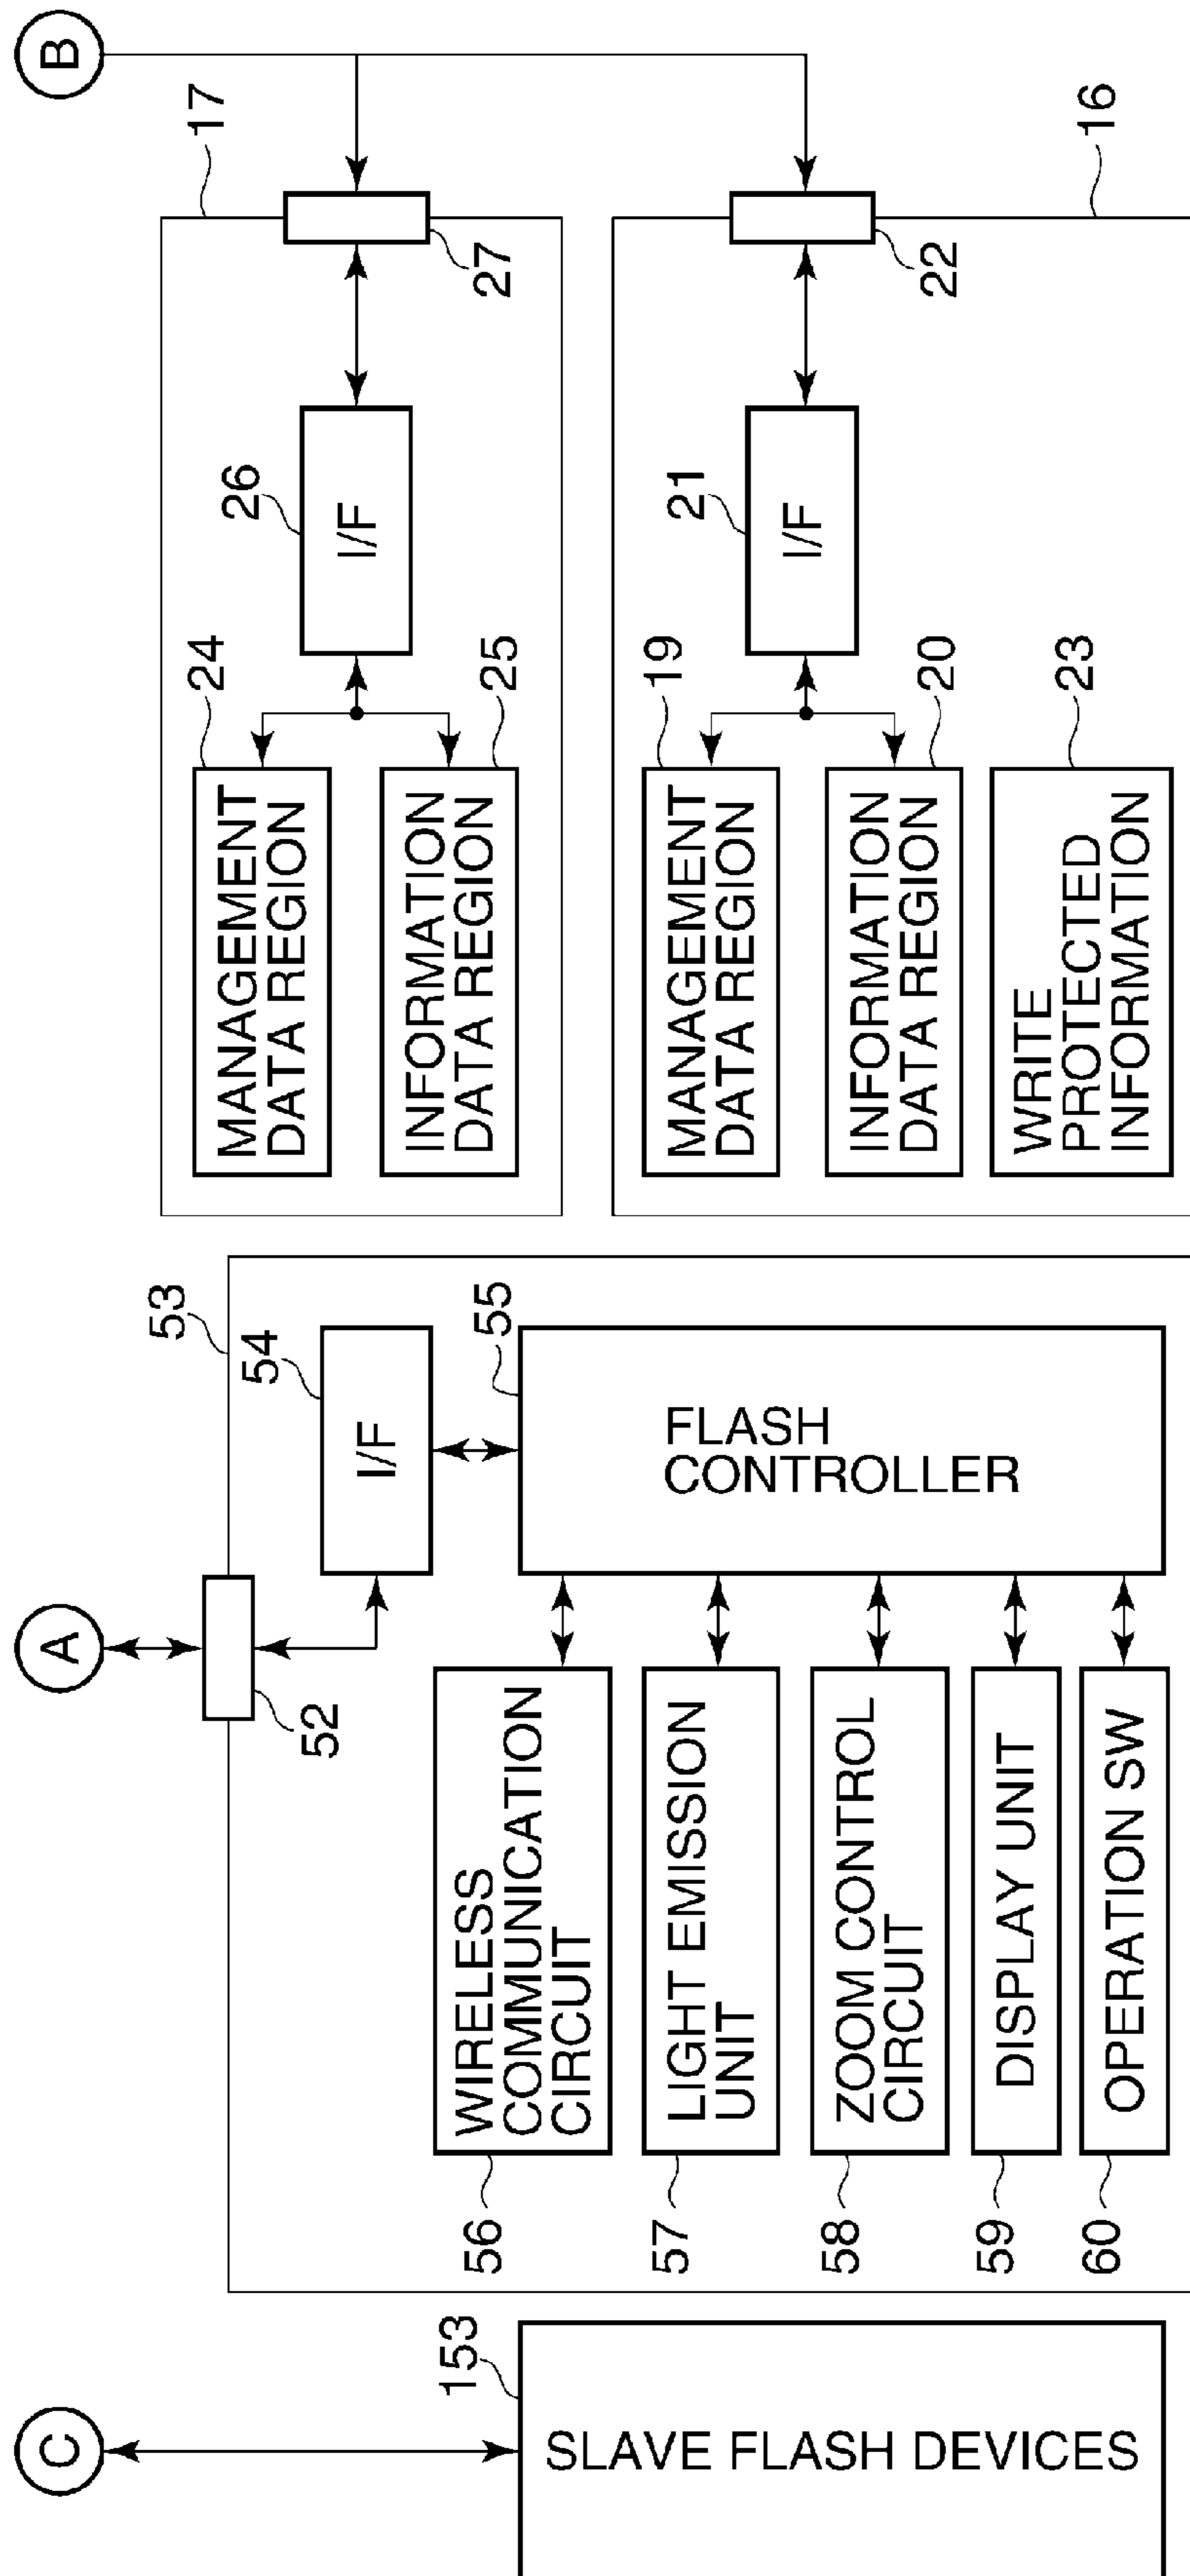 C
153
SLAVE FLASH DEVICES
A
52
53
54
I/F
55
FLASH
CONTROLLER
56
WIRELESS
COMMUNICATION
CIRCUIT
57
LIGHT EMISSION
UNIT
58
ZOOM CONTROL
CIRCUIT
59
DISPLAY UNIT
60
OPERATION SW
B
17
24
MANAGEMENT
DATA REGION
26
I/F
27
25
INFORMATION
DATA REGION
16
19
MANAGEMENT
DATA REGION
21
I/F
22
20
INFORMATION
DATA REGION
23
WRITE
PROTECTED
INFORMATION